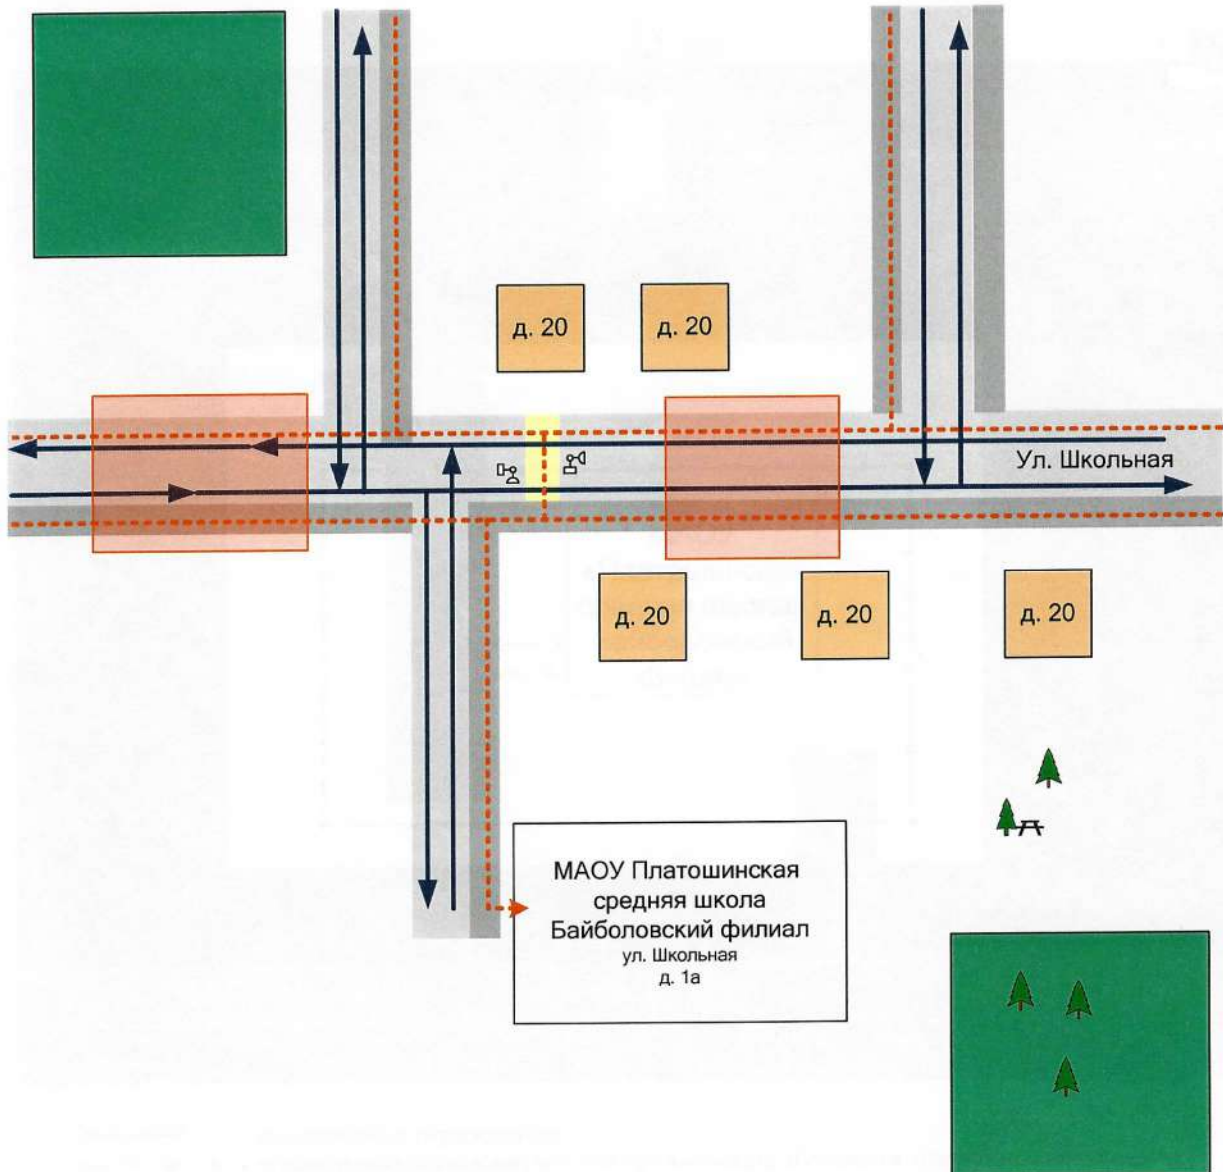 д. 20
д. 20
Ул. Школьная
д. 20
д. 20
д. 20
МАОУ Платошинская
средняя школа
Байболовский филиал
ул. Школьная
д. 1а